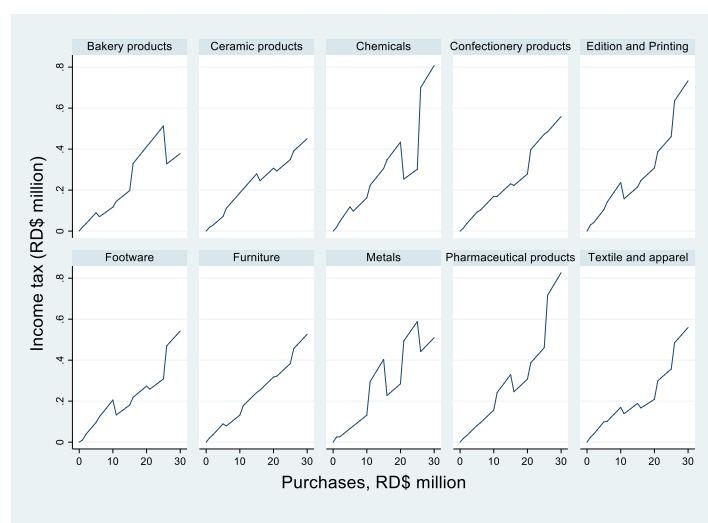 Bakery products Ceramic products Chemicals Confectionery products Edition and Printing
.8
.6
.4
.2
0
Footware Furniture Metals Pharmaceutical products Textile and apparel
.8
.6
.4
.2
0
0 10 20 30 0 10 20 30 0 10 20 30 0 10 20 30 0 10 20 30
Income tax (RD$ million)
Purchases, RD$ million